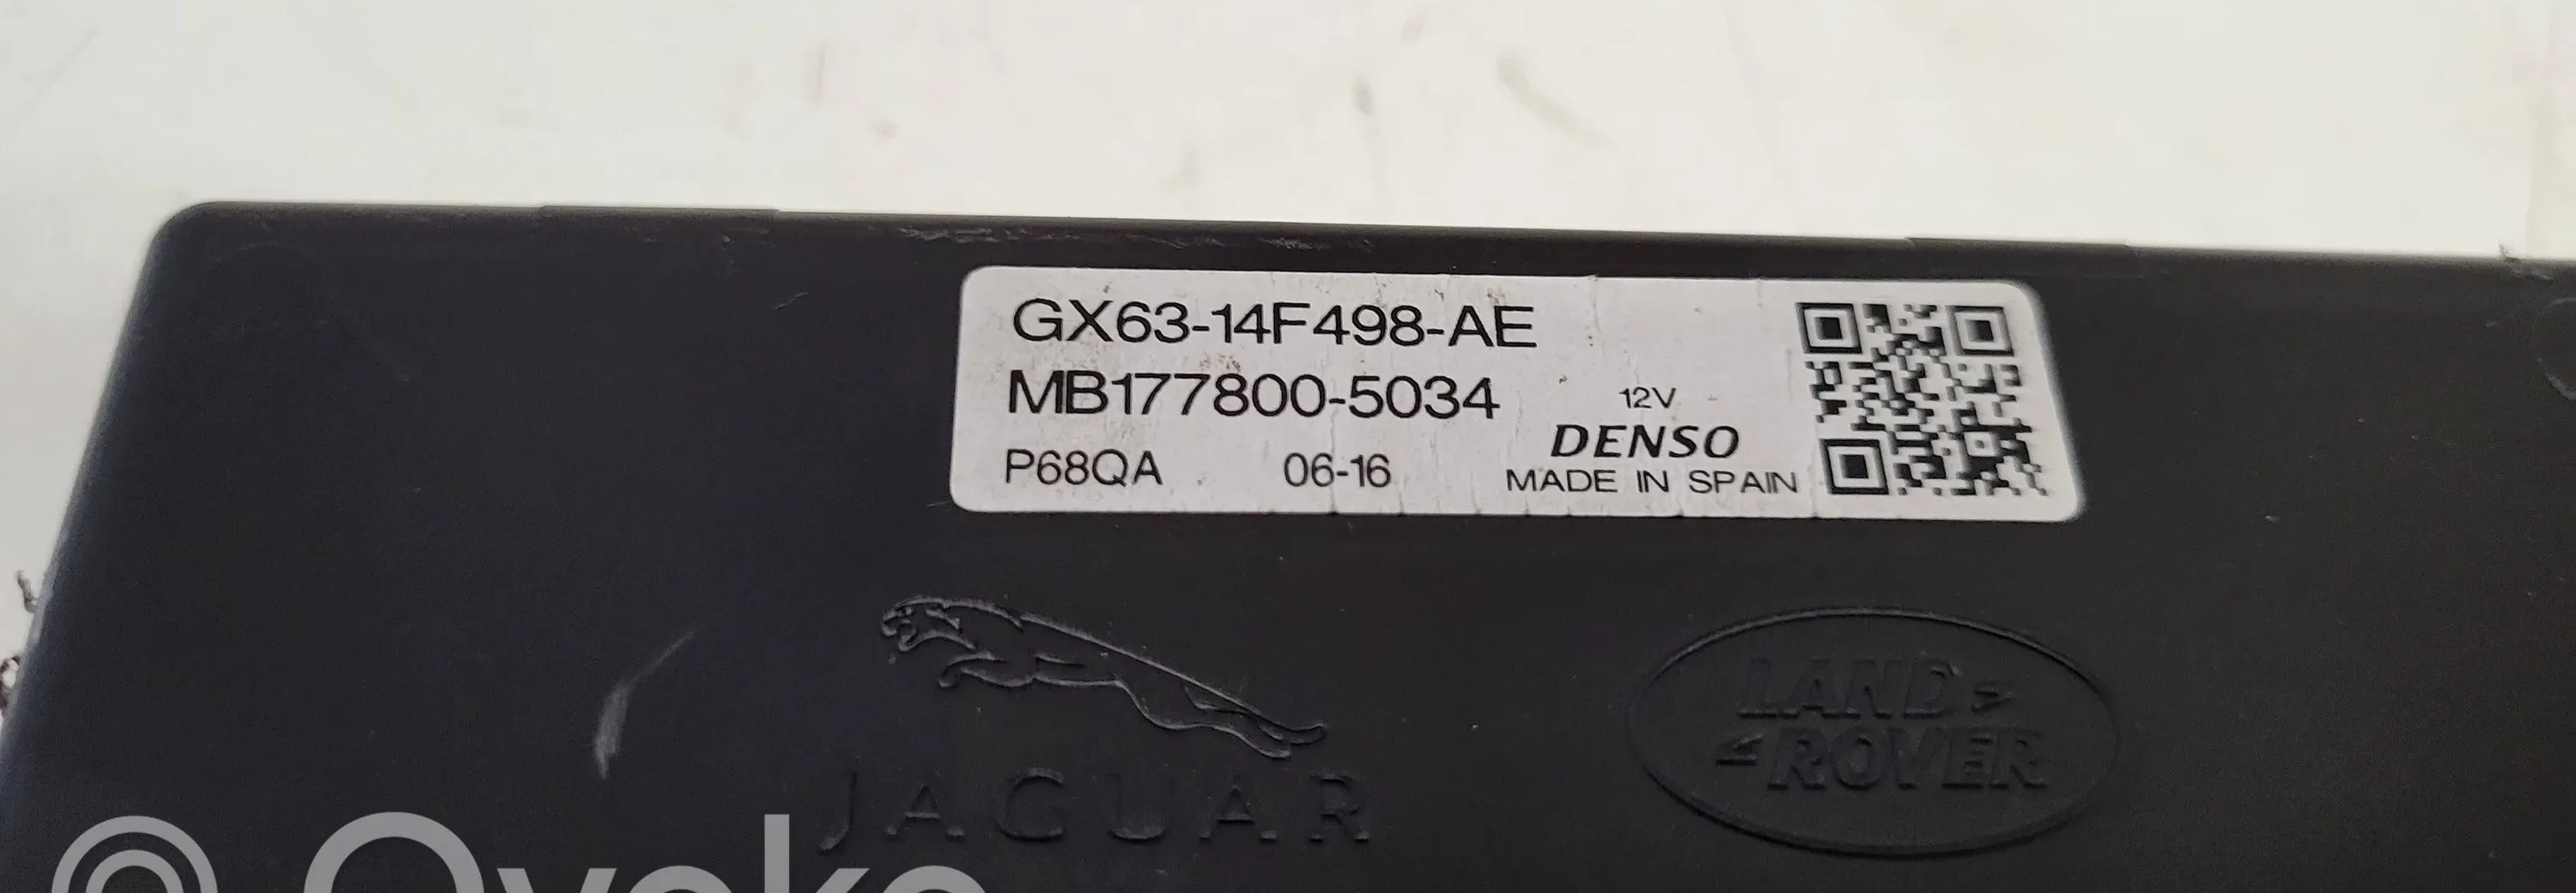 GX63-14F498-AE
MB177800-5034
12V
DENSO
P68QA 06-16
MADE IN SPAIN
JAGUAR
LAND
ROVER